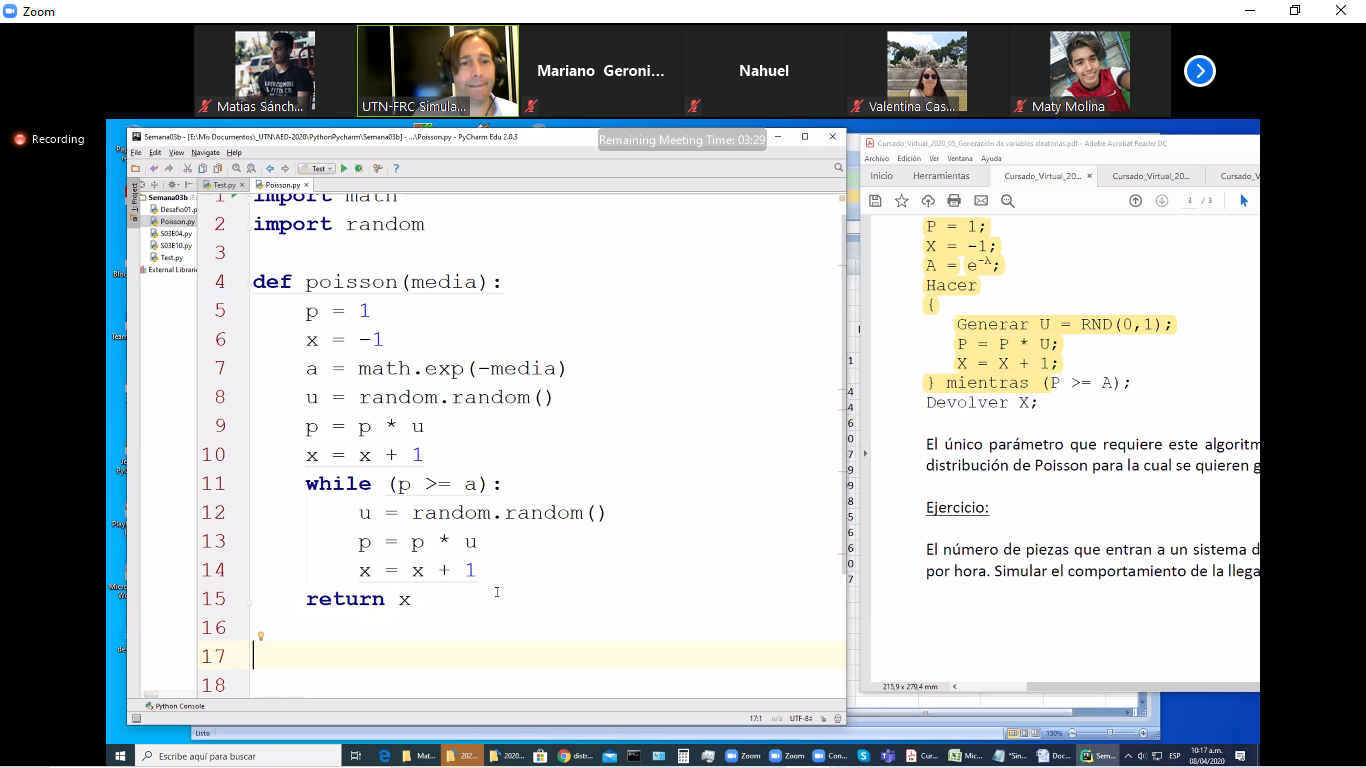 Zoom
Matías Sánch...
UTN-FRC Simula...
Mariano Geroni...
Nahuel
Valentina Cas...
Maty Molina
Recording
Semana03b - [E:\Mis Documentos\_UTN\AED-2020\PythonPycharm\Semana03b] - ...\Poisson.py - PyCharm Edu 2.0.3
Remaining Meeting Time: 03:29
File Edit View Navigate Help
Test
Test.py
Poisson.py
1: Project
Semana03b
Desafio01.p
Poisson.py
S03E04.py
S03E10.py
Test.py
External Librari
1 import math
2 import random
3
4 def poisson(media):
5 p = 1
6 x = -1
7 a = math.exp(-media)
8 u = random.random()
9 p = p * u
10 x = x + 1
11 while (p >= a):
12 u = random.random()
13 p = p * u
14 x = x + 1
15 return x
16
17
18
Python Console
17:1 n/a UTF-8
Cursado_Virtual_2020_05_Generación de variables aleatorias.pdf - Adobe Acrobat Reader DC
Archivo Edición Ver Ventana Ayuda
Inicio Herramientas Cursado_Virtual_20... Cursado_Virtual_20... Cursado_V
3 / 3
P = 1;
X = -1;
A = e-λ;
Hacer
{
Generar U = RND(0,1);
P = P * U;
X = X + 1;
} mientras (P >= A);
Devolver X;
El único parámetro que requiere este algoritm
distribución de Poisson para la cual se quieren g
Ejercicio:
El número de piezas que entran a un sistema d
por hora. Simular el comportamiento de la llega
215,9 x 279,4 mm
Listo
130%
Escribe aquí para buscar
Mat...
202...
2020...
distr...
Zoom
Zoom
Con...
Cur...
Mic...
"Sin...
Doc...
Sem...
ESP
10:17 a.m.
08/04/2020